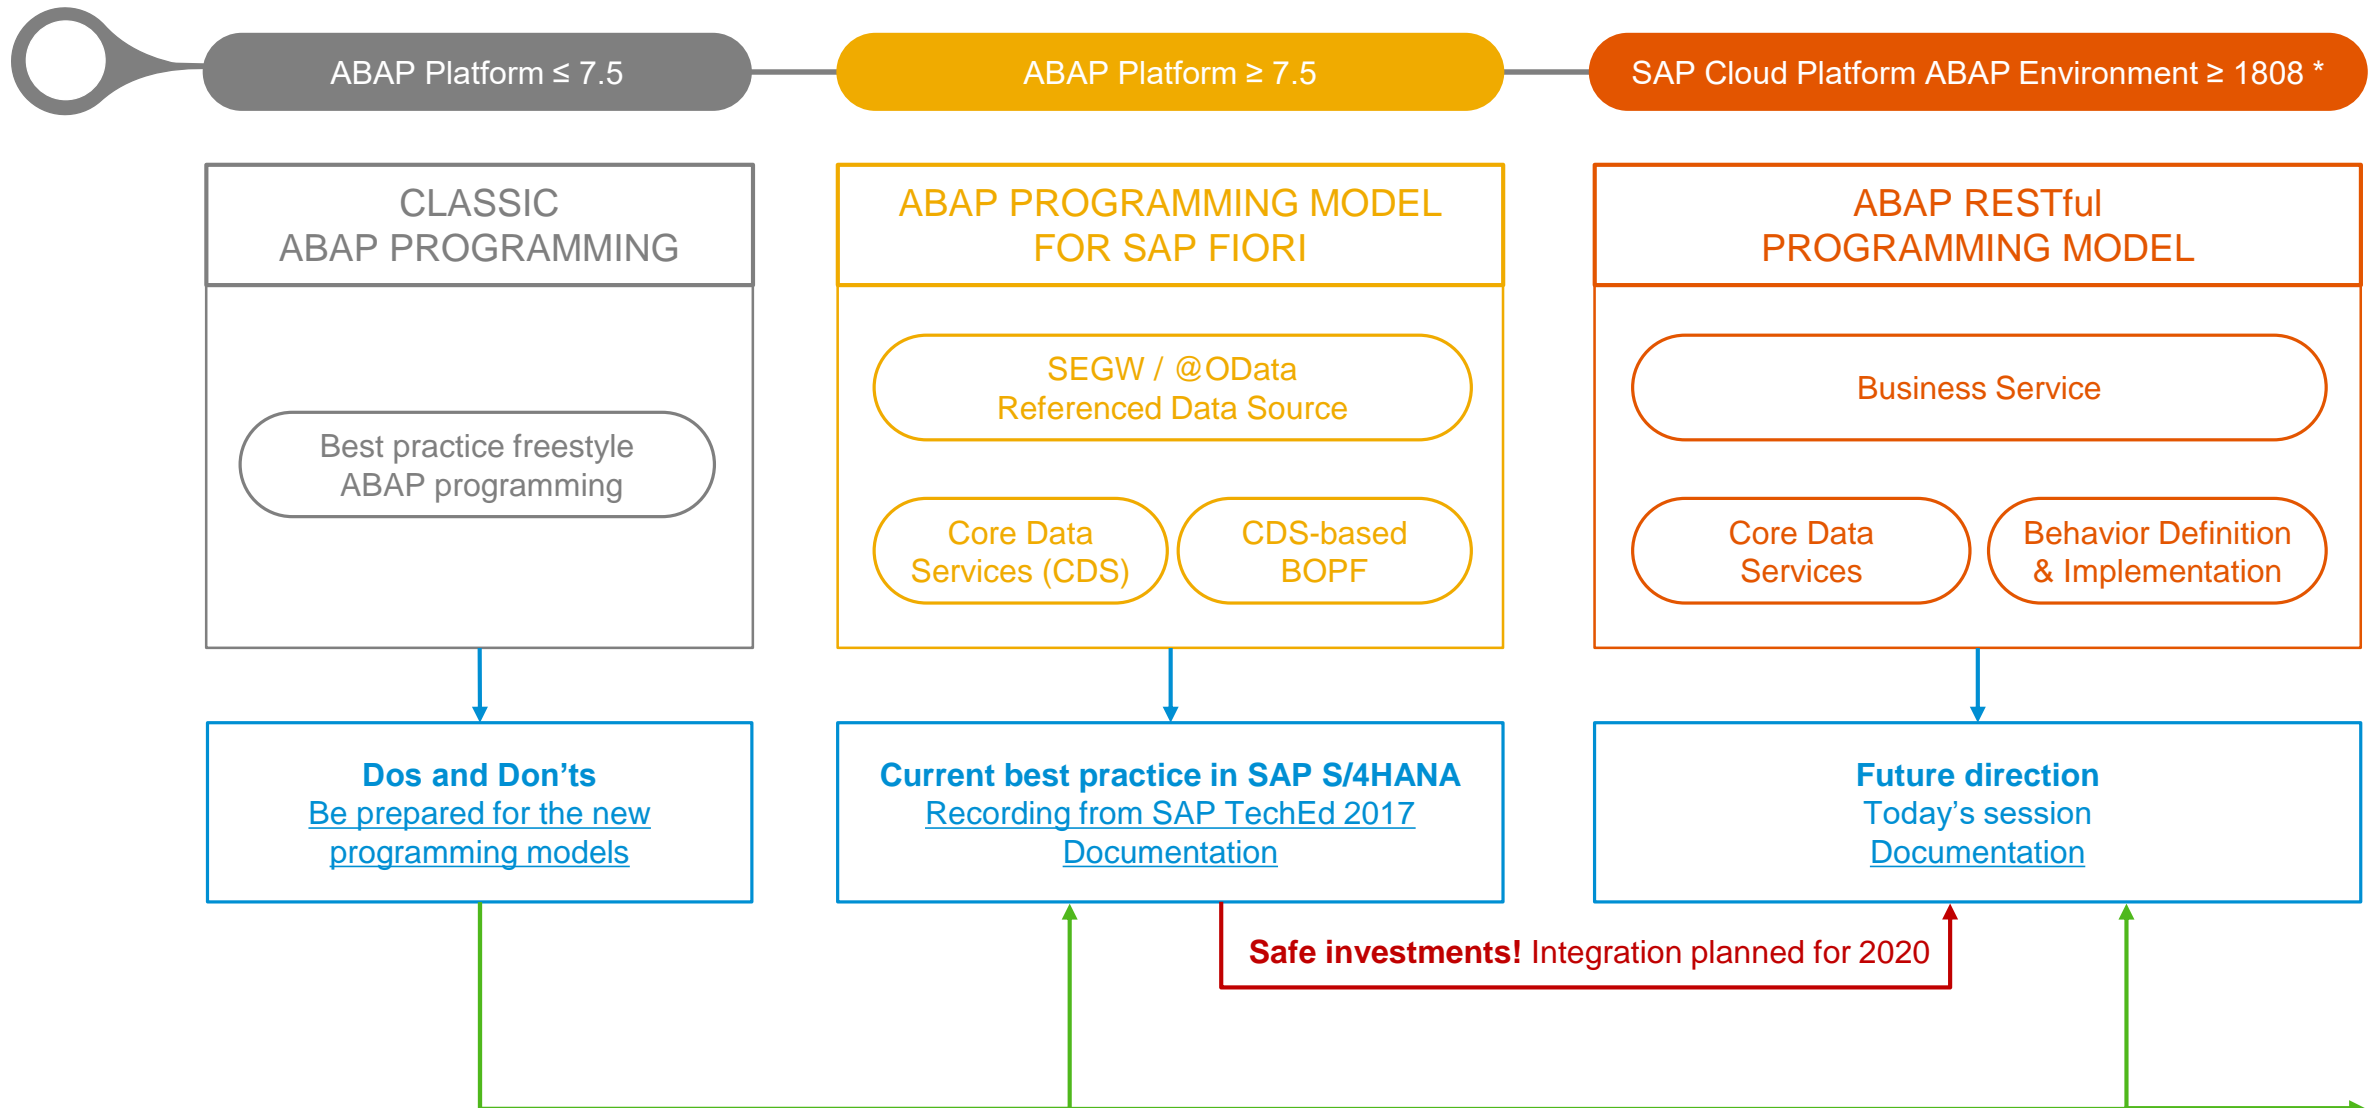 ABAP Platform ≤ 7.5
ABAP Platform ≥ 7.5
SAP Cloud Platform ABAP Environment ≥ 1808 *
CLASSIC
ABAP PROGRAMMING
Best practice freestyle
ABAP programming
ABAP PROGRAMMING MODEL
FOR SAP FIORI
SEGW / @OData
Referenced Data Source
Core Data
Services (CDS)
CDS-based
BOPF
ABAP RESTful
PROGRAMMING MODEL
Business Service
Core Data
Services
Behavior Definition
& Implementation
Dos and Don’ts
Be prepared for the new
programming models
Current best practice in SAP S/4HANA
Recording from SAP TechEd 2017
Documentation
Future direction
Today’s session
Documentation
Safe investments! Integration planned for 2020